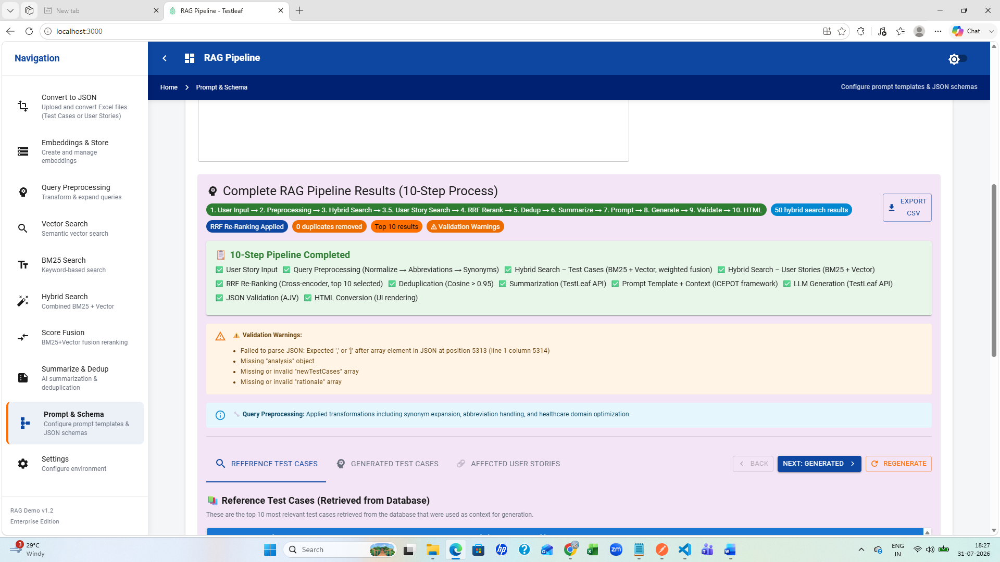 New tab
RAG Pipeline - Testleaf
localhost:3000
Chat
Navigation
RAG Pipeline
Home
Prompt & Schema
Configure prompt templates & JSON schemas
Convert to JSON
Upload and convert Excel files
(Test Cases or User Stories)
Embeddings & Store
Create and manage
embeddings
Query Preprocessing
Transform & expand queries
Vector Search
Semantic vector search
BM25 Search
Keyword-based search
Hybrid Search
Combined BM25 + Vector
Score Fusion
BM25+Vector fusion reranking
Summarize & Dedup
AI summarization &
deduplication
Prompt & Schema
Configure prompt templates &
JSON schemas
Settings
Configure environment
RAG Demo v1.2
Enterprise Edition
Complete RAG Pipeline Results (10-Step Process)
1. User Input → 2. Preprocessing → 3. Hybrid Search → 3.5. User Story Search → 4. RRF Rerank → 5. Dedup → 6. Summarize → 7. Prompt → 8. Generate → 9. Validate → 10. HTML
50 hybrid search results
RRF Re-Ranking Applied
0 duplicates removed
Top 10 results
⚠ Validation Warnings
EXPORT
CSV
📋 10-Step Pipeline Completed
✅ User Story Input ✅ Query Preprocessing (Normalize → Abbreviations → Synonyms) ✅ Hybrid Search – Test Cases (BM25 + Vector, weighted fusion) ✅ Hybrid Search – User Stories (BM25 + Vector)
✅ RRF Re-Ranking (Cross-encoder, top 10 selected) ✅ Deduplication (Cosine > 0.95) ✅ Summarization (TestLeaf API) ✅ Prompt Template + Context (ICEPOT framework) ✅ LLM Generation (TestLeaf API)
✅ JSON Validation (AJV) ✅ HTML Conversion (UI rendering)
⚠ Validation Warnings:
• Failed to parse JSON: Expected ',' or ']' after array element in JSON at position 5313 (line 1 column 5314)
• Missing "analysis" object
• Missing or invalid "newTestCases" array
• Missing or invalid "rationale" array
🔧 Query Preprocessing: Applied transformations including synonym expansion, abbreviation handling, and healthcare domain optimization.
REFERENCE TEST CASES
GENERATED TEST CASES
AFFECTED USER STORIES
BACK
NEXT: GENERATED
REGENERATE
📚 Reference Test Cases (Retrieved from Database)
These are the top 10 most relevant test cases retrieved from the database that were used as context for generation.
3
29°C
Windy
Search
zm
ENG
IN
18:27
31-07-2026